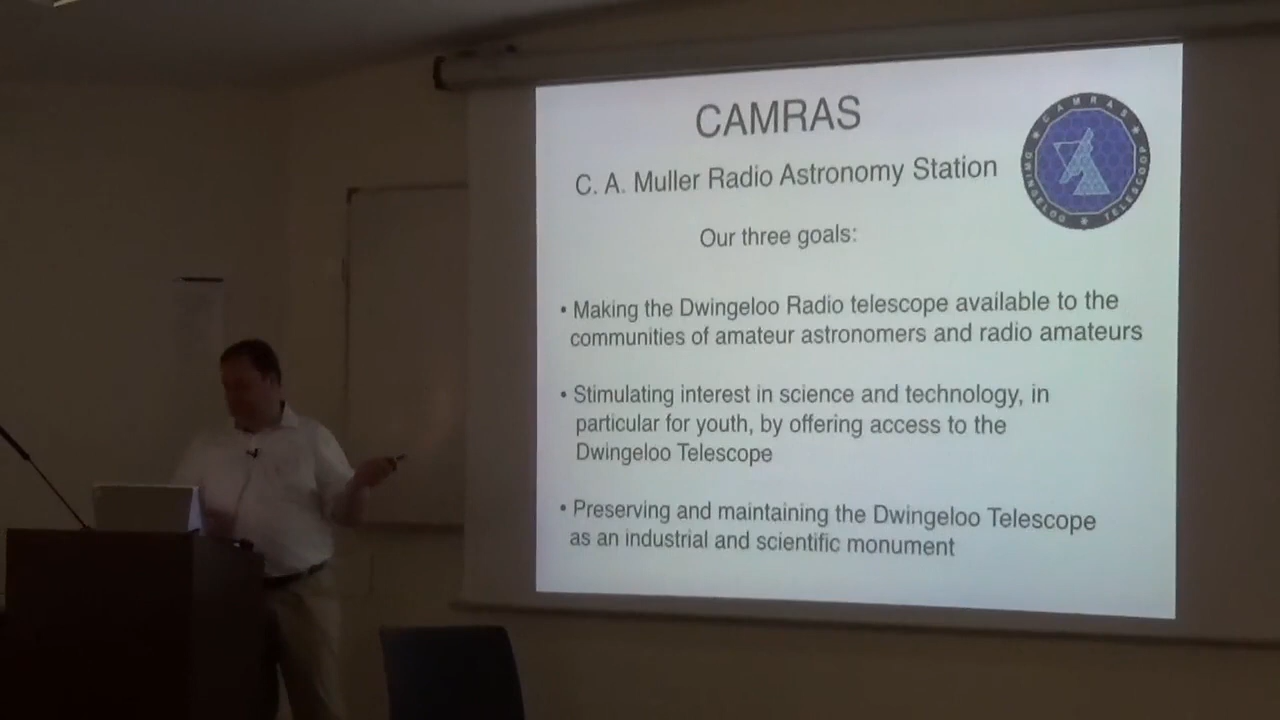 CAMRAS
C. A. Muller Radio Astronomy Station
Our three goals:
• Making the Dwingeloo Radio telescope available to the
communities of amateur astronomers and radio amateurs
• Stimulating interest in science and technology, in
particular for youth, by offering access to the
Dwingeloo Telescope
• Preserving and maintaining the Dwingeloo Telescope
as an industrial and scientific monument
CAMRAS
DWINGELOO TELESCOOP